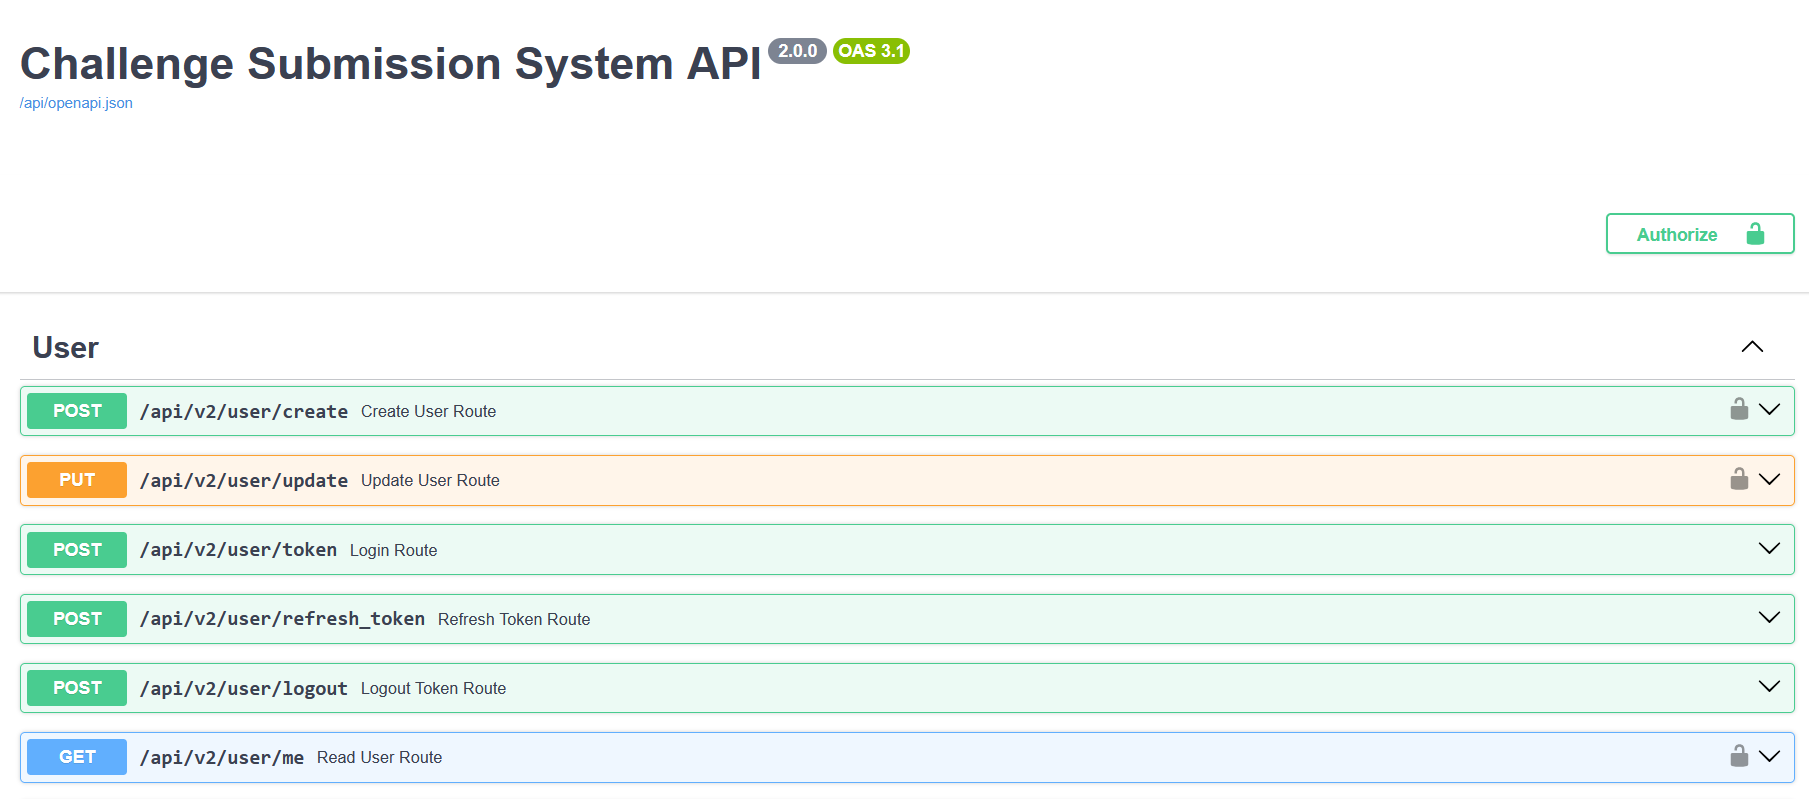 Challenge Submission System API 2.0.0 OAS 3.1
/api/openapi.json
Authorize
User
POST /api/v2/user/create Create User Route
PUT /api/v2/user/update Update User Route
POST /api/v2/user/token Login Route
POST /api/v2/user/refresh_token Refresh Token Route
POST /api/v2/user/logout Logout Token Route
GET /api/v2/user/me Read User Route